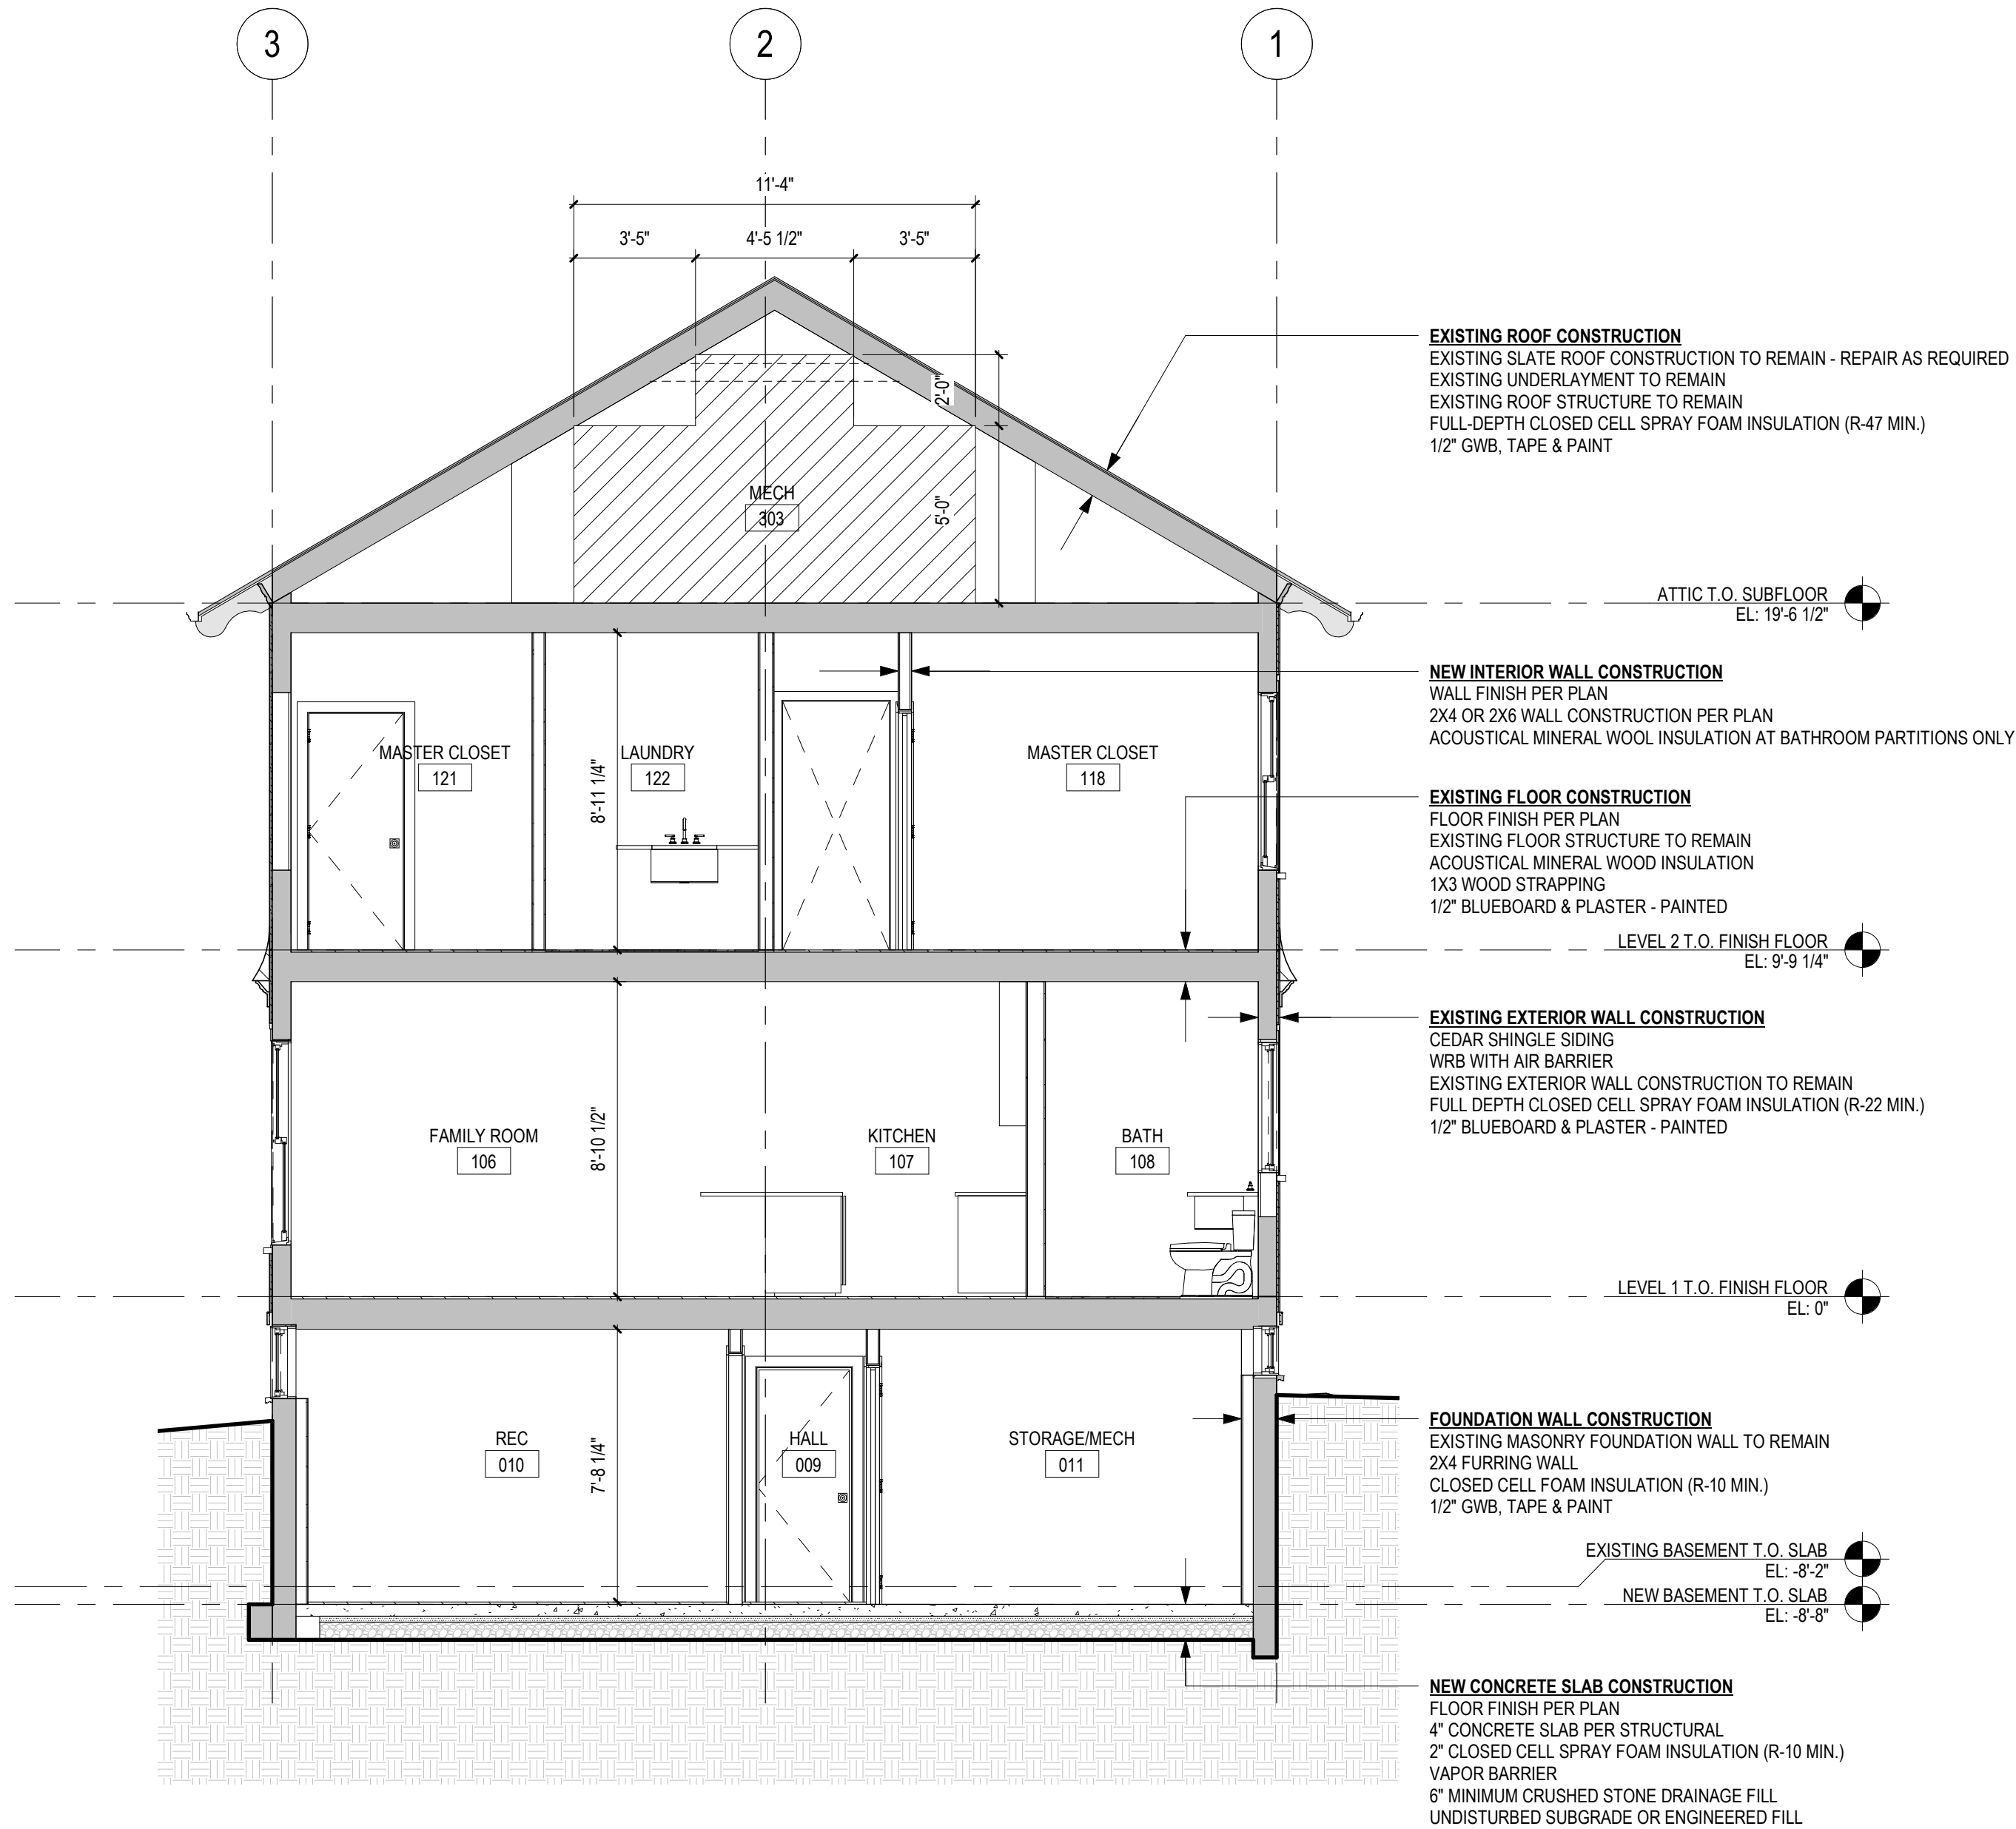 3
2
1
11'-4"
3'-5"
4'-5 1/2"
3'-5"
2'-0"
5'-0"
MECH
303
EXISTING ROOF CONSTRUCTION
EXISTING SLATE ROOF CONSTRUCTION TO REMAIN - REPAIR AS REQUIRED
EXISTING UNDERLAYMENT TO REMAIN
EXISTING ROOF STRUCTURE TO REMAIN
FULL-DEPTH CLOSED CELL SPRAY FOAM INSULATION (R-47 MIN.)
1/2" GWB, TAPE & PAINT
ATTIC T.O. SUBFLOOR
EL: 19'-6 1/2"
NEW INTERIOR WALL CONSTRUCTION
WALL FINISH PER PLAN
2X4 OR 2X6 WALL CONSTRUCTION PER PLAN
ACOUSTICAL MINERAL WOOL INSULATION AT BATHROOM PARTITIONS ONLY
MASTER CLOSET
121
8'-11 1/4"
LAUNDRY
122
MASTER CLOSET
118
EXISTING FLOOR CONSTRUCTION
FLOOR FINISH PER PLAN
EXISTING FLOOR STRUCTURE TO REMAIN
ACOUSTICAL MINERAL WOOD INSULATION
1X3 WOOD STRAPPING
1/2" BLUEBOARD & PLASTER - PAINTED
LEVEL 2 T.O. FINISH FLOOR
EL: 9'-9 1/4"
EXISTING EXTERIOR WALL CONSTRUCTION
CEDAR SHINGLE SIDING
WRB WITH AIR BARRIER
EXISTING EXTERIOR WALL CONSTRUCTION TO REMAIN
FULL DEPTH CLOSED CELL SPRAY FOAM INSULATION (R-22 MIN.)
1/2" BLUEBOARD & PLASTER - PAINTED
FAMILY ROOM
106
8'-10 1/2"
KITCHEN
107
BATH
108
LEVEL 1 T.O. FINISH FLOOR
EL: 0"
REC
010
7'-8 1/4"
HALL
009
STORAGE/MECH
011
FOUNDATION WALL CONSTRUCTION
EXISTING MASONRY FOUNDATION WALL TO REMAIN
2X4 FURRING WALL
CLOSED CELL FOAM INSULATION (R-10 MIN.)
1/2" GWB, TAPE & PAINT
EXISTING BASEMENT T.O. SLAB
EL: -8'-2"
NEW BASEMENT T.O. SLAB
EL: -8'-8"
NEW CONCRETE SLAB CONSTRUCTION
FLOOR FINISH PER PLAN
4" CONCRETE SLAB PER STRUCTURAL
2" CLOSED CELL SPRAY FOAM INSULATION (R-10 MIN.)
VAPOR BARRIER
6" MINIMUM CRUSHED STONE DRAINAGE FILL
UNDISTURBED SUBGRADE OR ENGINEERED FILL